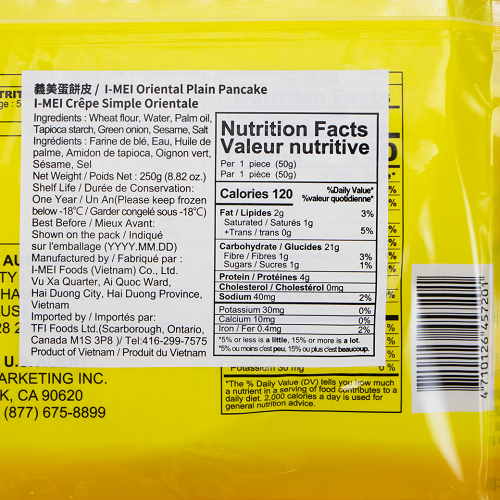 義美蛋餅皮 / I-MEI Oriental Plain Pancake
I-MEI Crêpe Simple Orientale
Ingredients : Wheat flour, Water, Palm oil,
Tapioca starch, Green onion, Sesame, Salt
Ingrédients : Farine de blé, Eau, Huile de
palme, Amidon de tapioca, Oignon vert,
Sésame, Sel
Net Weight / Poids Net : 250g (8.82 oz.)
Shelf Life / Durée de Conservation:
One Year / Un An(Please keep frozen
below -18°C / Garder congelé sous -18°C)
Best Before / Mieux Avant:
Shown on the pack / Indiqué
sur l'emballage (YYYY.MM.DD)
Manufactured by / Fabriqué par :
I-MEI Foods (Vietnam) Co., Ltd.
Vu Xa Quarter, Ai Quoc Ward,
Hai Duong City, Hai Duong Province,
Vietnam
Imported by / Importés par:
TFI Foods Ltd.(Scarborough, Ontario,
Canada M1S 3P8 )/ Tel:416-299-7575
Product of Vietnam / Produit du Vietnam
Nutrition Facts
Valeur nutritive
Per 1 piece (50g)
Par 1 pièce (50g)
Calories 120 %Daily Value*
%valeur quotidienne*
Fat / Lipides 2g 3%
Saturated / Saturés 1g
+Trans / trans 0g 5%
Carbohydrate / Glucides 21g
Fibre / Fibres 1g 3%
Sugars / Sucres 1g 1%
Protein / Protéines 4g
Cholesterol / Cholestérol 0mg
Sodium 40mg 2%
Potassium 30mg 0%
Calcium 10mg 0%
Iron / Fer 0.4mg 2%
*5% or less is a little, 15% or more is a lot.
*5% ou moins c'est peu, 15% ou plus c'est beaucoup.
Potassium 30 mg 0 %
*The % Daily Value (DV) tells you how much
a nutrient in a serving of food contributes to a
daily diet. 2,000 calories a day is used for
general nutrition advice.
ARKETING INC.
K, CA 90620
(877) 675-8899
4-710126-457201